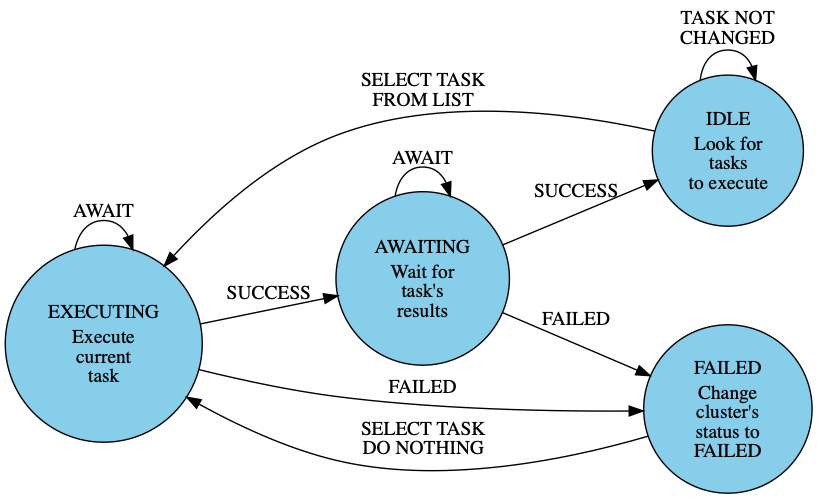 TASK NOT
CHANGED
SELECT TASK
FROM LIST
IDLE
Look for
tasks
to execute
AWAIT
SUCCESS
AWAIT
AWAITING
Wait for
task's
results
SUCCESS
EXECUTING
Execute
current
task
FAILED
FAILED
FAILED
Change
cluster's
status to
FAILED
SELECT TASK
DO NOTHING